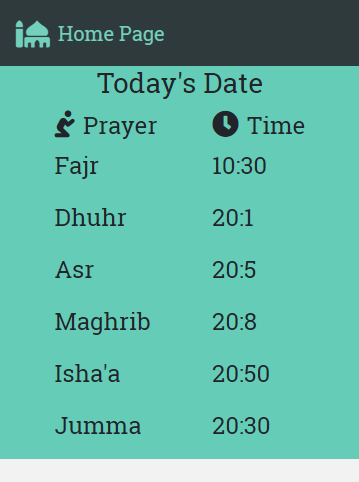 Home Page
Today's Date
Prayer Time
Fajr 10:30
Dhuhr 20:1
Asr 20:5
Maghrib 20:8
Isha'a 20:50
Jumma 20:30